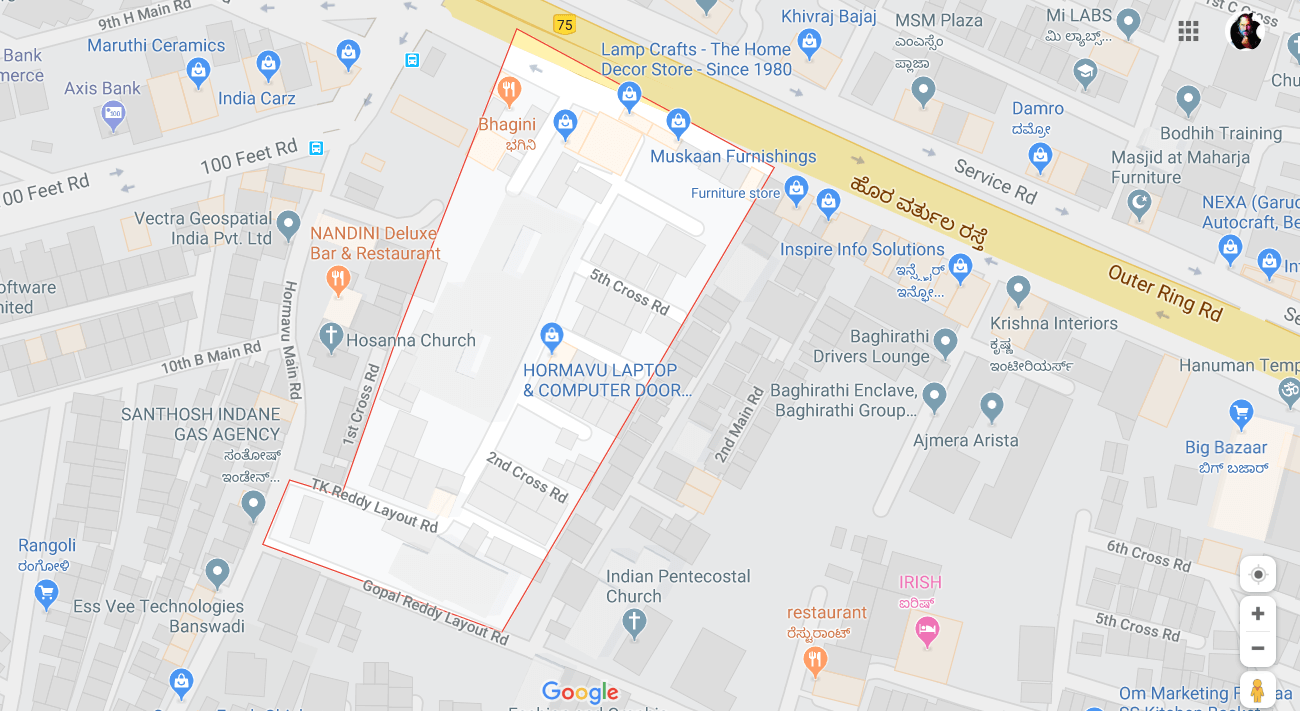 9th H Main Rd
75
Khivraj Bajaj
MSM Plaza
ಎಂಎಸ್ಸೆಂ
ಪ್ಲಾಜಾ
Mi LABS
ಮಿ ಲ್ಯಾಬ್ಸ್...
1st C Cross
Bank
Maruthi Ceramics
Lamp Crafts - The Home
Decor Store - Since 1980
Axis Bank
India Carz
Bhagini
ಭಗಿನಿ
Damro
ದಮ್ರೋ
Bodhih Training
100 Feet Rd
Muskaan Furnishings
Service Rd
Masjid at Maharja
Furniture
00 Feet Rd
Furniture store
ಹೊರ ವರ್ತುಲ ರಸ್ತೆ
NEXA (Garud
Autocraft, Be
Vectra Geospatial
India Pvt. Ltd
NANDINI Deluxe
Bar & Restaurant
Inspire Info Solutions
ಇನ್ಸ್ಪೈರ್
ಇನ್ಫೋ...
Outer Ring Rd
5th Cross Rd
Hormavu Main Rd
Hosanna Church
Krishna Interiors
ಕೃಷ್ಣ
ಇಂಟೀರಿಯರ್ಸ್
Baghirathi
Drivers Lounge
10th B Main Rd
HORMAVU LAPTOP
& COMPUTER DOOR...
Hanuman Temp
1st Cross Rd
2nd Main Rd
Baghirathi Enclave,
Baghirathi Group...
SANTHOSH INDANE
GAS AGENCY
ಸಂತೋಷ್
ಇಂಡೇನ್...
Ajmera Arista
Big Bazaar
ಬಿಗ್ ಬಜಾರ್
2nd Cross Rd
T.K.Reddy Layout Rd
Rangoli
ರಂಗೋಳಿ
6th Cross Rd
Indian Pentecostal
Church
IRISH
ಐರಿಷ್
Gopal Reddy Layout Rd
Ess Vee Technologies
Banswadi
restaurant
ರೆಸ್ಟುರಾಂಟ್
5th Cross Rd
Google
Om Marketing